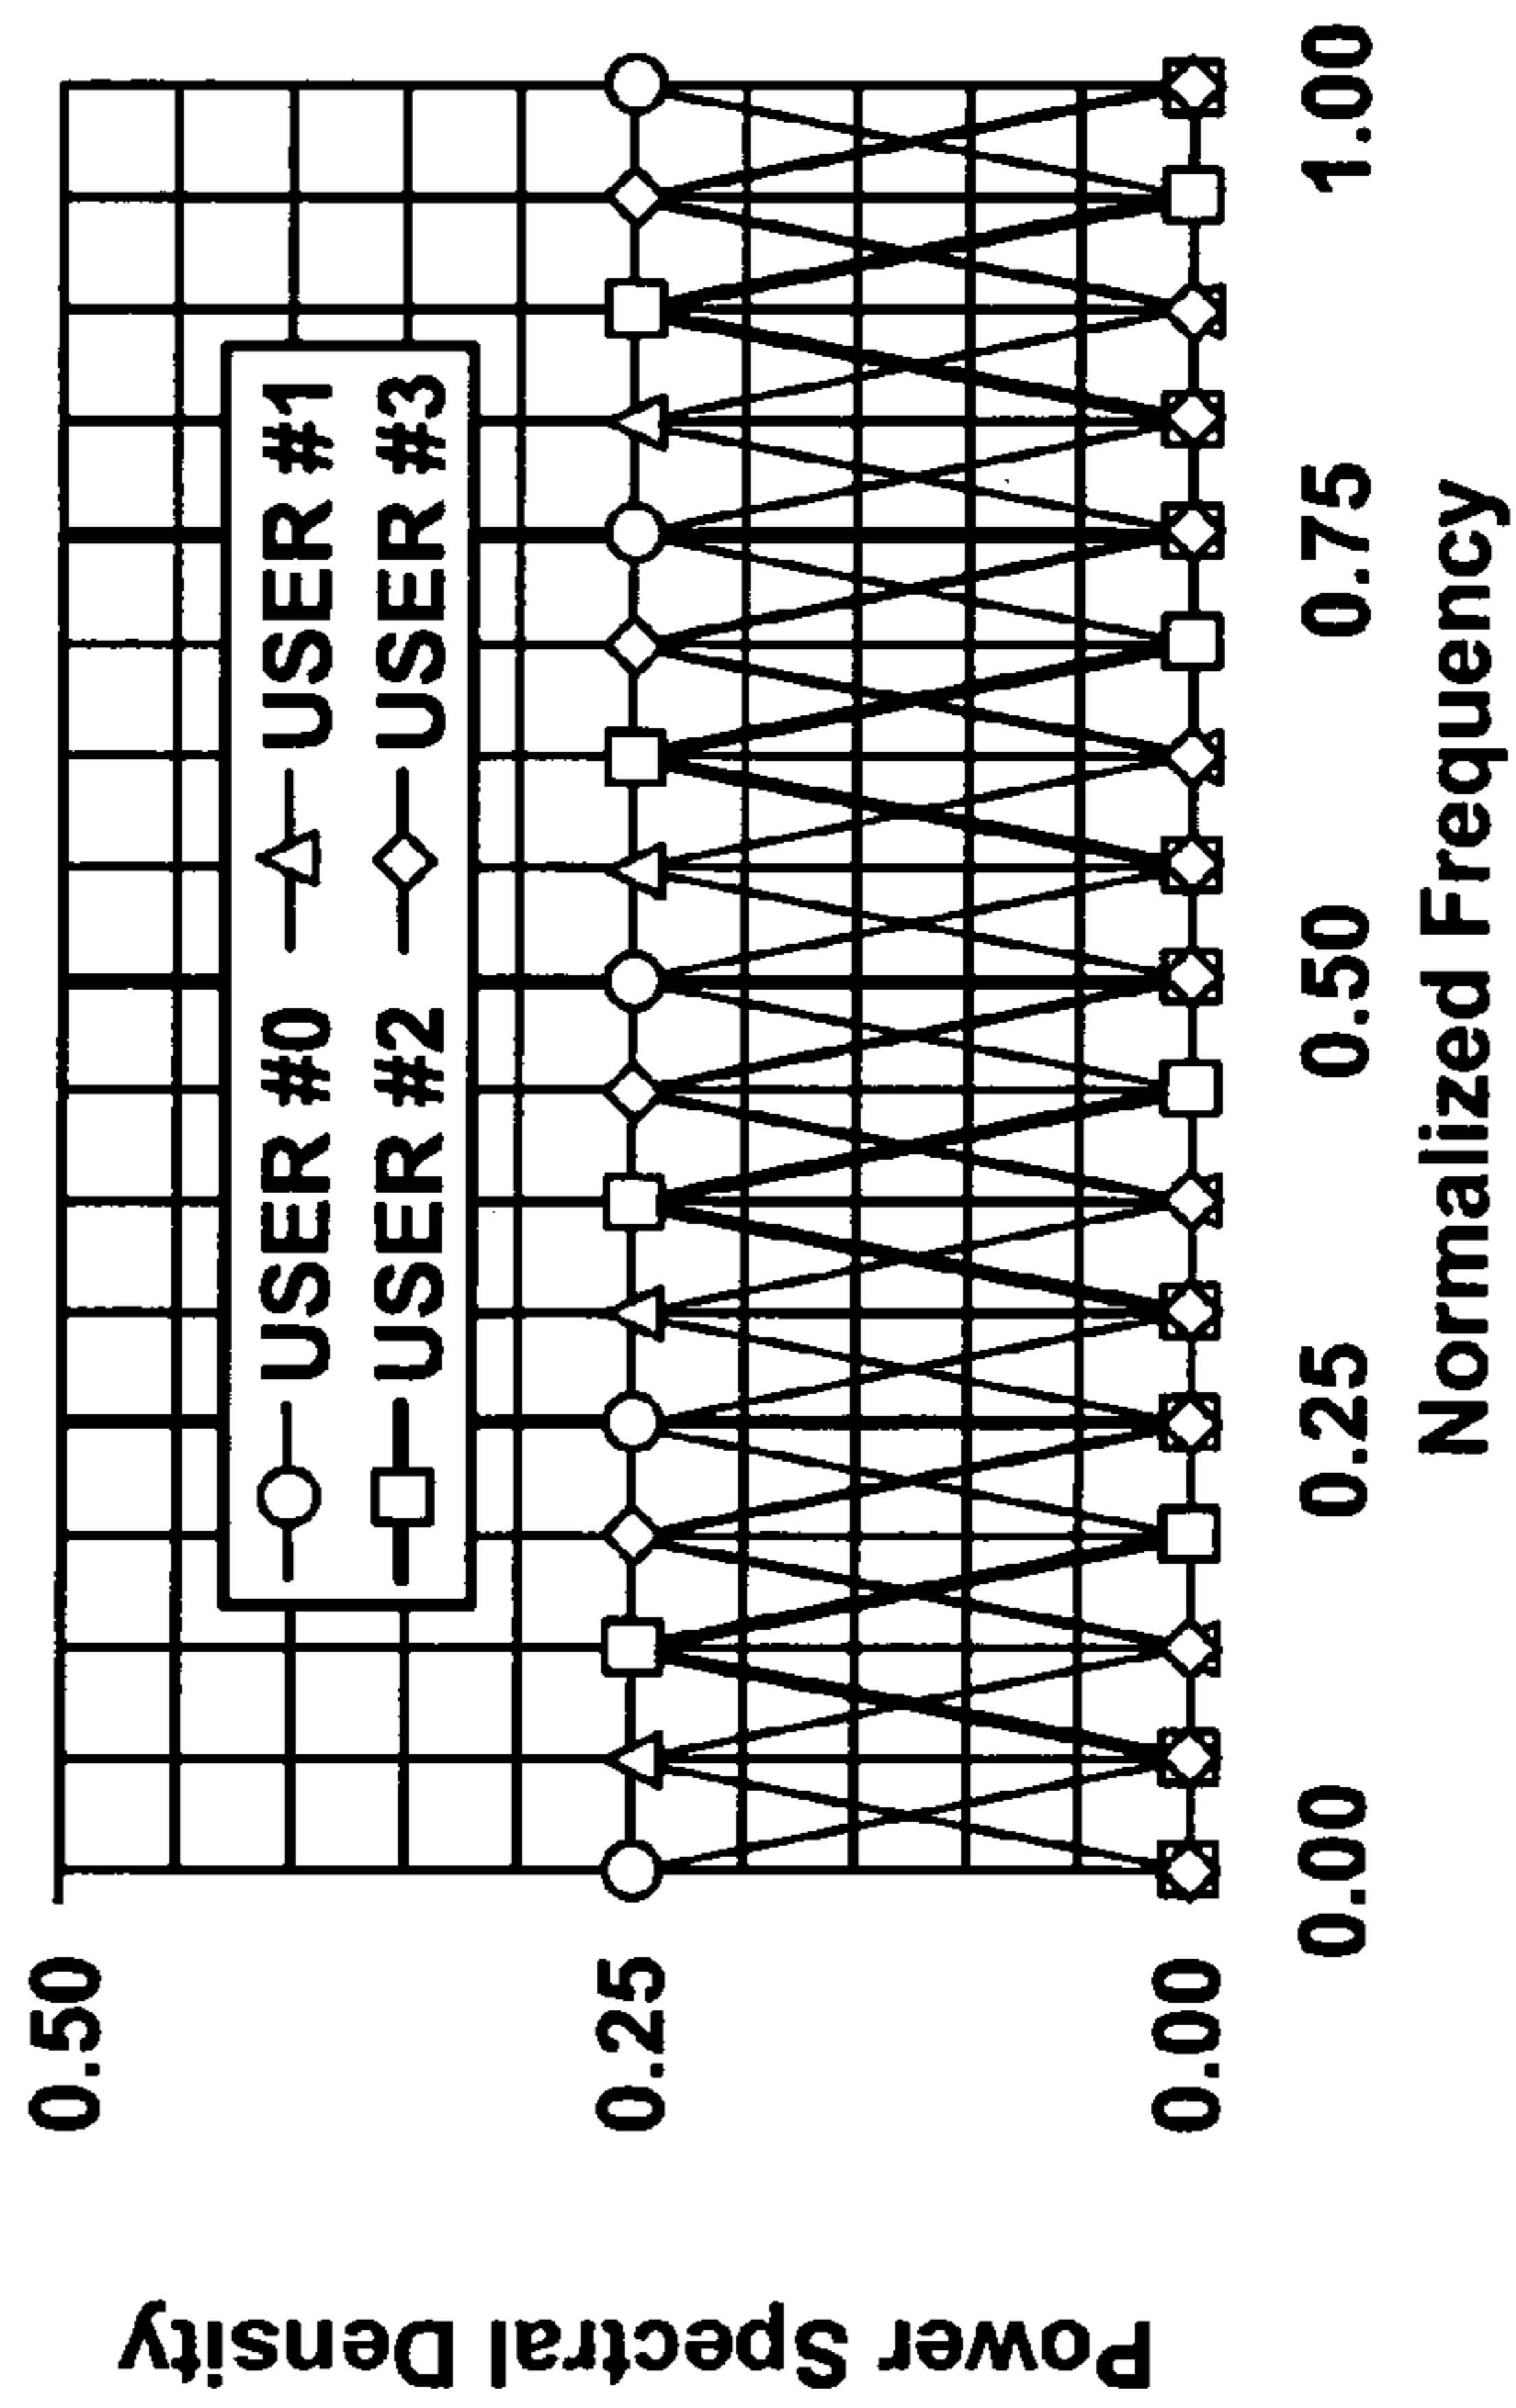 Power Spectral Density
0.50
0.25
0.00
USER #0 USER #1
USER #2 USER #3
0.00 0.25 0.50 0.75 1.00
Normalized Frequency